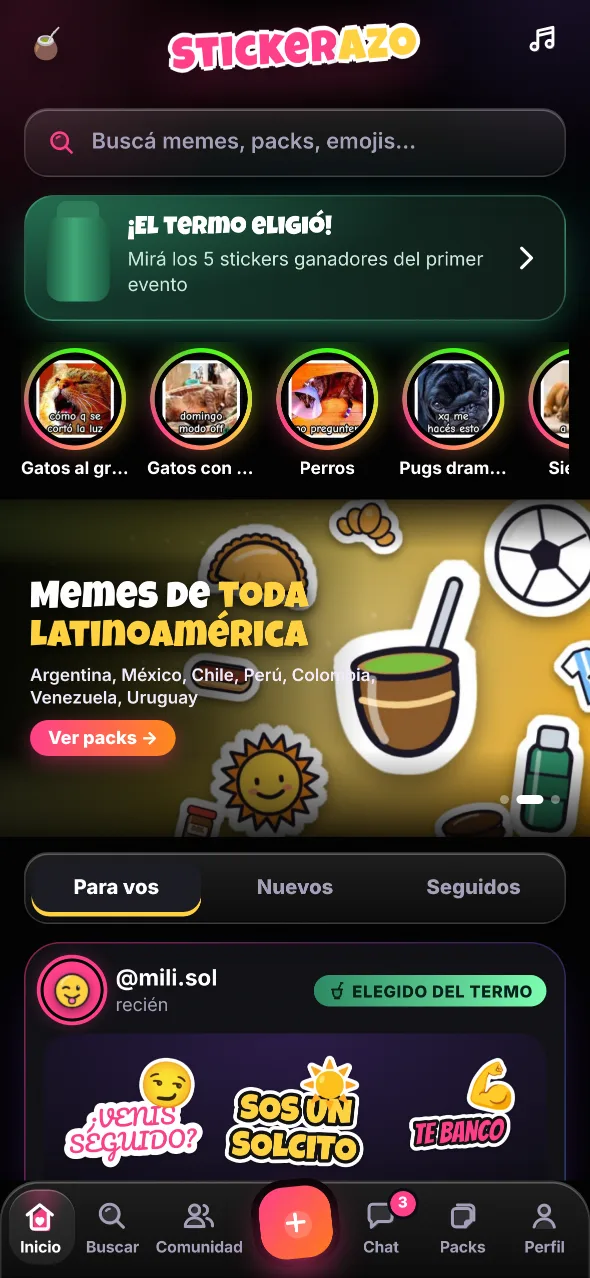 STICKERAZO
Buscá memes, packs, emojis...
¡EL TERMO ELIGIÓ!
Mirá los 5 stickers ganadores del primer
evento
cómo q se
cortó la luz
domingo
modo off
no pregunten
xq me
hacés esto
Gatos al gr...
Gatos con ...
Perros
Pugs dram...
Sie
Memes de TODA
LATINOAMÉRICA
Argentina, México, Chile, Perú, Colombia,
Venezuela, Uruguay
Ver packs →
Para vos
Nuevos
Seguidos
@mili.sol
recién
ELEGIDO DEL TERMO
¿VENÍS
SEGUIDO?
SOS UN
SOLCITO
TE BANCO
3
Inicio
Buscar
Comunidad
Chat
Packs
Perfil